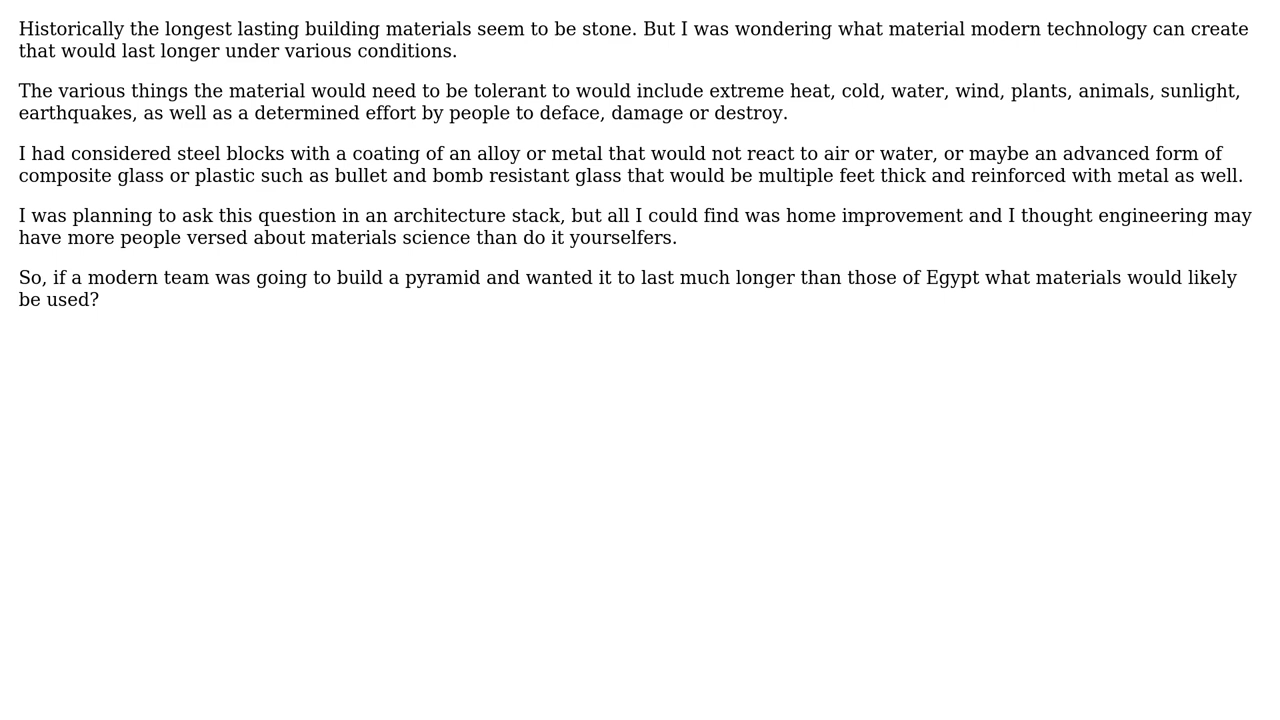 Historically the longest lasting building materials seem to be stone. But I was wondering what material modern technology can create
that would last longer under various conditions.
The various things the material would need to be tolerant to would include extreme heat, cold, water, wind, plants, animals, sunlight,
earthquakes, as well as a determined effort by people to deface, damage or destroy.
I had considered steel blocks with a coating of an alloy or metal that would not react to air or water, or maybe an advanced form of
composite glass or plastic such as bullet and bomb resistant glass that would be multiple feet thick and reinforced with metal as well.
I was planning to ask this question in an architecture stack, but all I could find was home improvement and I thought engineering may
have more people versed about materials science than do it yourselfers.
So, if a modern team was going to build a pyramid and wanted it to last much longer than those of Egypt what materials would likely
be used?